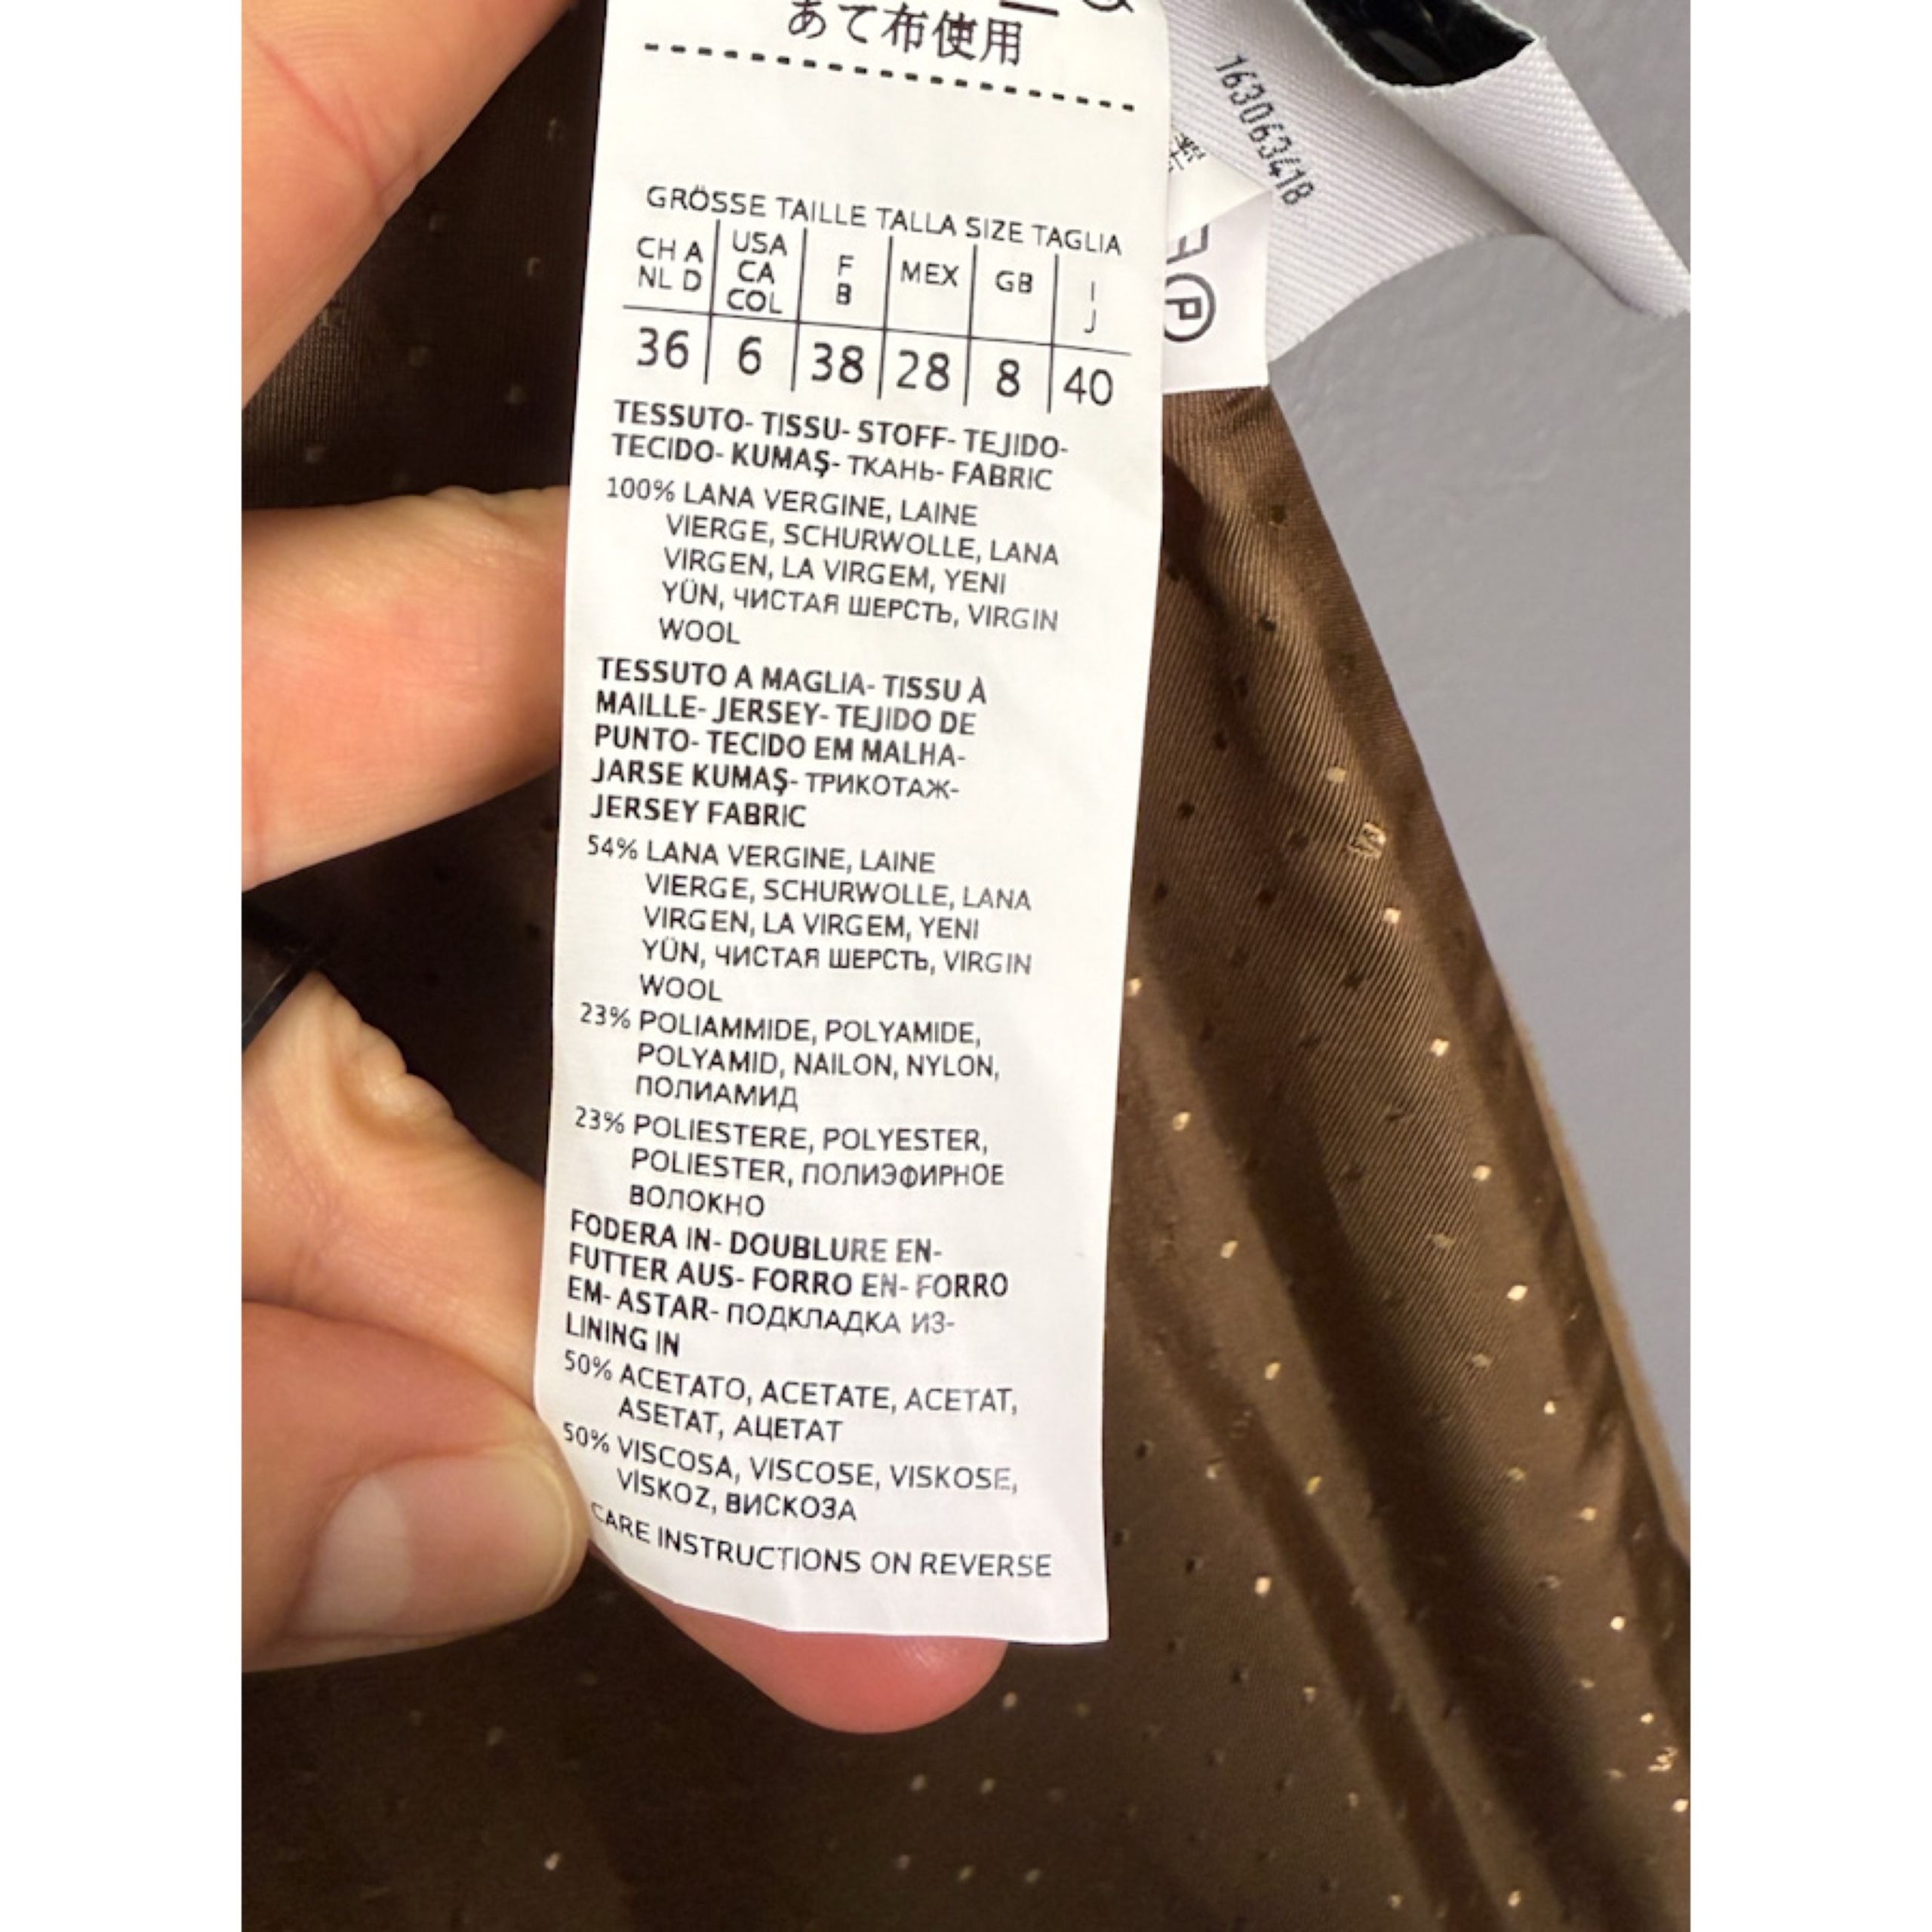 あて布使用
GRÖSSE TAILLE TALLA SIZE TAGLIA
CH A NL D USA CA COL F B MEX GB I J
36 6 38 28 8 40
TESSUTO- TISSU- STOFF- TEJIDO-
TECIDO- KUMAŞ- ТКАНЬ- FABRIC
100% LANA VERGINE, LAINE
VIERGE, SCHURWOLLE, LANA
VIRGEN, LA VIRGEM, YENI
YÜN, ЧИСТАЯ ШЕРСТЬ, VIRGIN
WOOL
TESSUTO A MAGLIA- TISSU À
MAILLE- JERSEY- TEJIDO DE
PUNTO- TECIDO EM MALHA-
JARSE KUMAŞ- ТРИКОТАЖ-
JERSEY FABRIC
54% LANA VERGINE, LAINE
VIERGE, SCHURWOLLE, LANA
VIRGEN, LA VIRGEM, YENI
YÜN, ЧИСТАЯ ШЕРСТЬ, VIRGIN
WOOL
23% POLIAMMIDE, POLYAMIDE,
POLYAMID, NAILON, NYLON,
ПОЛИАМИД
23% POLIESTERE, POLYESTER,
POLIESTER, ПОЛИЭФИРНОЕ
ВОЛОКНО
FODERA IN- DOUBLURE EN-
FUTTER AUS- FORRO EN- FORRO
EM- ASTAR- ПОДКЛАДКА ИЗ-
LINING IN
50% ACETATO, ACETATE, ACETAT,
ASETAT, АЦЕТАТ
50% VISCOSA, VISCOSE, VISKOSE,
VİSKOZ, ВИСКОЗА
CARE INSTRUCTIONS ON REVERSE
163063418
P